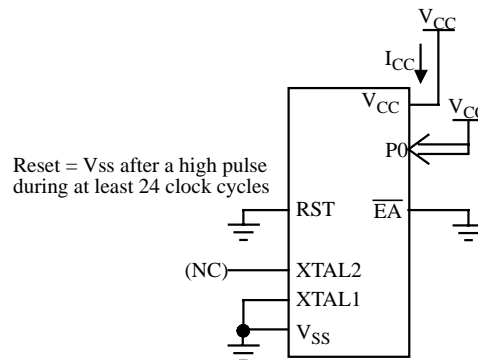 VCC
ICC
VCC
VCC
P0
Reset = Vss after a high pulse
during at least 24 clock cycles
RST
EA
(NC)
XTAL2
XTAL1
VSS